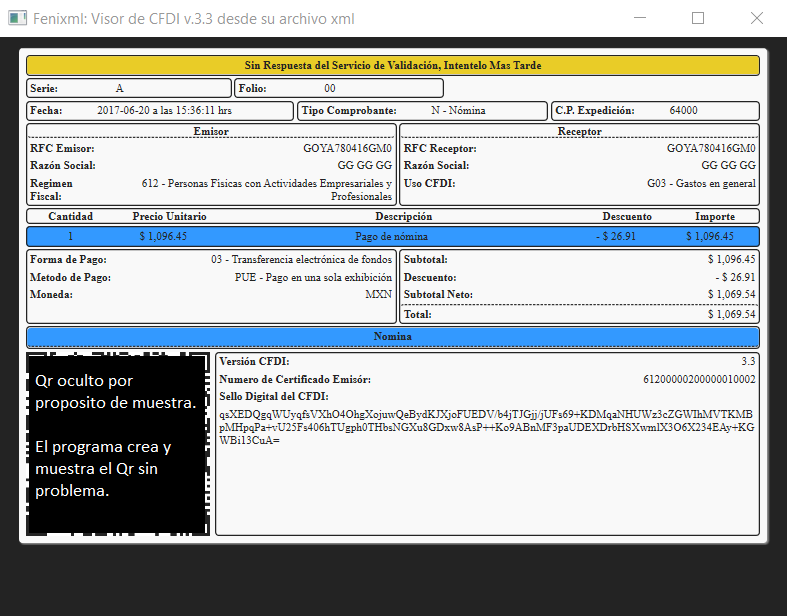 Fenixml: Visor de CFDI v.3.3 desde su archivo xml
Sin Respuesta del Servicio de Validación, Intentelo Mas Tarde
Serie: A Folio: 00
Fecha: 2017-06-20 a las 15:36:11 hrs Tipo Comprobante: N - Nómina C.P. Expedición: 64000
Emisor
RFC Emisor: GOYA780416GM0
Razón Social: GG GG GG
Regimen Fiscal: 612 - Personas Fisicas con Actividades Empresariales y
Profesionales
Receptor
RFC Receptor: GOYA780416GM0
Razón Social: GG GG GG
Uso CFDI: G03 - Gastos en general
Cantidad Precio Unitario Descripción Descuento Importe
1 $ 1,096.45 Pago de nómina - $ 26.91 $ 1,096.45
Forma de Pago: 03 - Transferencia electrónica de fondos
Metodo de Pago: PUE - Pago en una sola exhibición
Moneda: MXN
Subtotal: $ 1,096.45
Descuento: - $ 26.91
Subtotal Neto: $ 1,069.54
Total: $ 1,069.54
Nomina
Qr oculto por
proposito de muestra.
El programa crea y
muestra el Qr sin
problema.
Versión CFDI: 3.3
Numero de Certificado Emisór: 61200000200000010002
Sello Digital del CFDI:
qsXEDQgqWUyqfsVXhO4OhgXojuwQeBydKJXjoFUEDV/b4jTJGjj/jUFs69+KDMqaNHUWz3cZGWIhMVTKMB
pMHpqPa+vU25Fs406hTUgph0THbsNGXu8GDxw8AsP++Ko9ABnMF3paUDEXDrbHSXwmlX3O6X234EAy+KG
WBi13CuA=